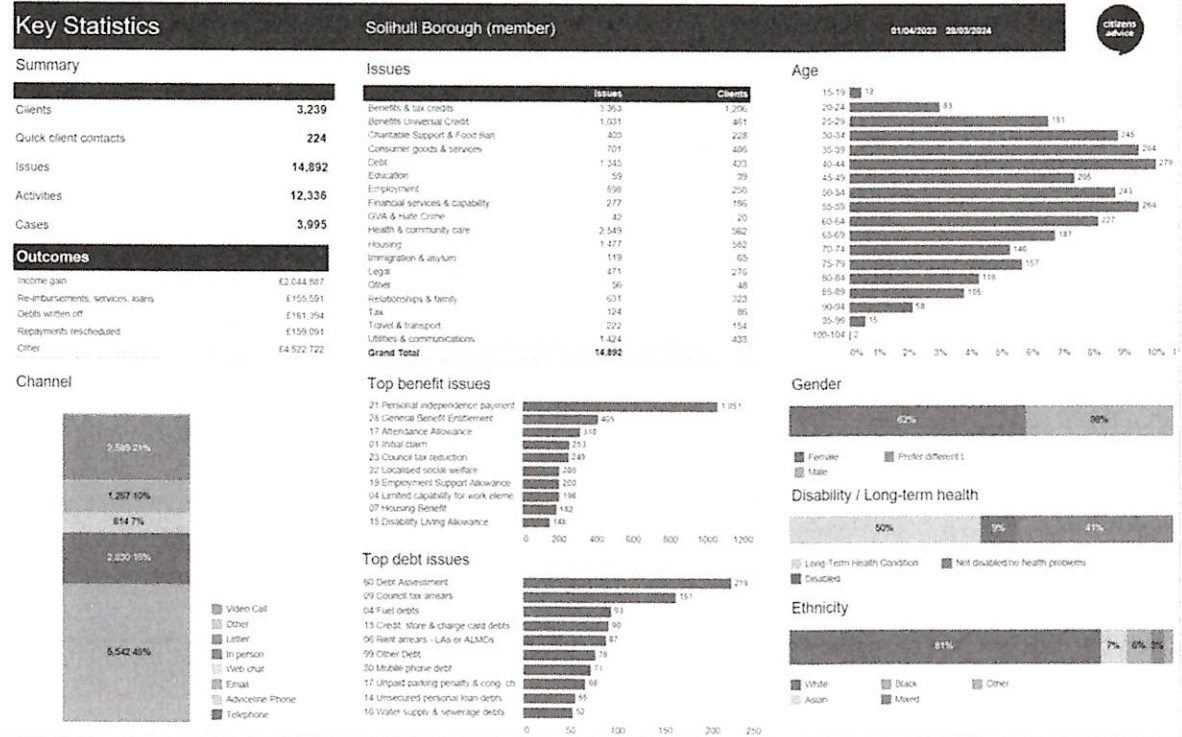 Key Statistics
Solihull Borough (member)
01/04/2023 28/03/2024
citizens
advice
Summary
Clients 3,239
Quick client contacts 224
Issues 14,892
Activities 12,336
Cases 3,995
Outcomes
Income gain £2,044,887
Re-imbursements, services, loans £155,591
Debts written off £161,394
Repayments rescheduled £159,091
Other £4,522,722
Channel
2,589 21%
1,267 10%
814 7%
2,030 16%
5,542 45%
Video Call
Other
Letter
In person
Web chat
Email
Adviceline Phone
Telephone
Issues
Issues Clients
Benefits & tax credits 3,363 1,206
Benefits Universal Credit 1,031 461
Charitable Support & Food Ban 403 228
Consumer goods & services 701 486
Debt 1,345 423
Education 59 39
Employment 598 250
Financial services & capability 277 186
GVA & Hate Crime 42 20
Health & community care 2,549 562
Housing 1,477 582
Immigration & asylum 119 65
Legal 471 276
Other 56 48
Relationships & family 631 323
Tax 124 86
Travel & transport 222 154
Utilities & communications 1,424 433
Grand Total 14,892
Top benefit issues
21 Personal independence payment 1,051
24 General Benefit Entitlement 405
17 Attendance Allowance 310
01 Initial claim 253
23 Council tax reduction 249
22 Localised social welfare 200
19 Employment Support Allowance 200
04 Limited capability for work eleme 196
07 Housing Benefit 182
15 Disability Living Allowance 148
0 200 400 600 800 1000 1200
Top debt issues
50 Debt Assessment 219
09 Council tax arrears 161
04 Fuel debts 93
13 Credit, store & charge card debts 90
06 Rent arrears - LAs or ALMOs 87
99 Other Debt 78
30 Mobile phone debt 71
17 Unpaid parking penalty & cong. ch 66
14 Unsecured personal loan debts 55
16 Water supply & sewerage debts 52
0 50 100 150 200 250
Age
15-19 12
20-24 83
25-29 181
30-34 245
35-39 264
40-44 279
45-49 205
50-54 243
55-59 264
60-64 227
65-69 187
70-74 146
75-79 157
80-84 118
85-89 105
90-94 58
95-99 15
100-104 2
0% 1% 2% 3% 4% 5% 6% 7% 8% 9% 10%
Gender
62%
Female
Prefer different t.
Male
Disability / Long-term health
50% 9% 41%
Long-Term Health Condition
Not disabled/no health problems
Disabled
Ethnicity
81% 7% 6% 3%
White
Black
Other
Asian
Mixed